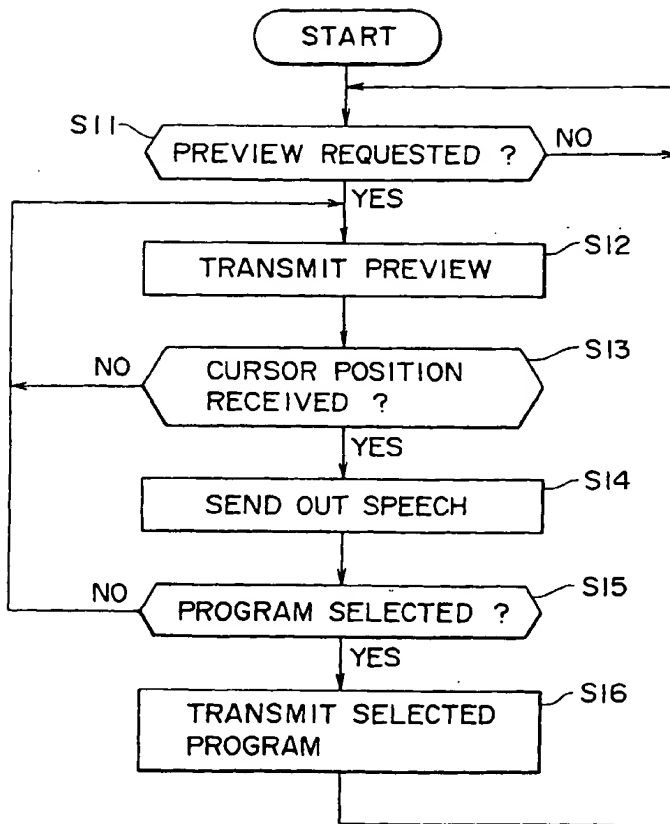 START
S11
PREVIEW REQUESTED ?
NO
YES
S12
TRANSMIT PREVIEW
S13
NO
CURSOR POSITION
RECEIVED ?
YES
S14
SEND OUT SPEECH
S15
NO
PROGRAM SELECTED ?
YES
S16
TRANSMIT SELECTED
PROGRAM